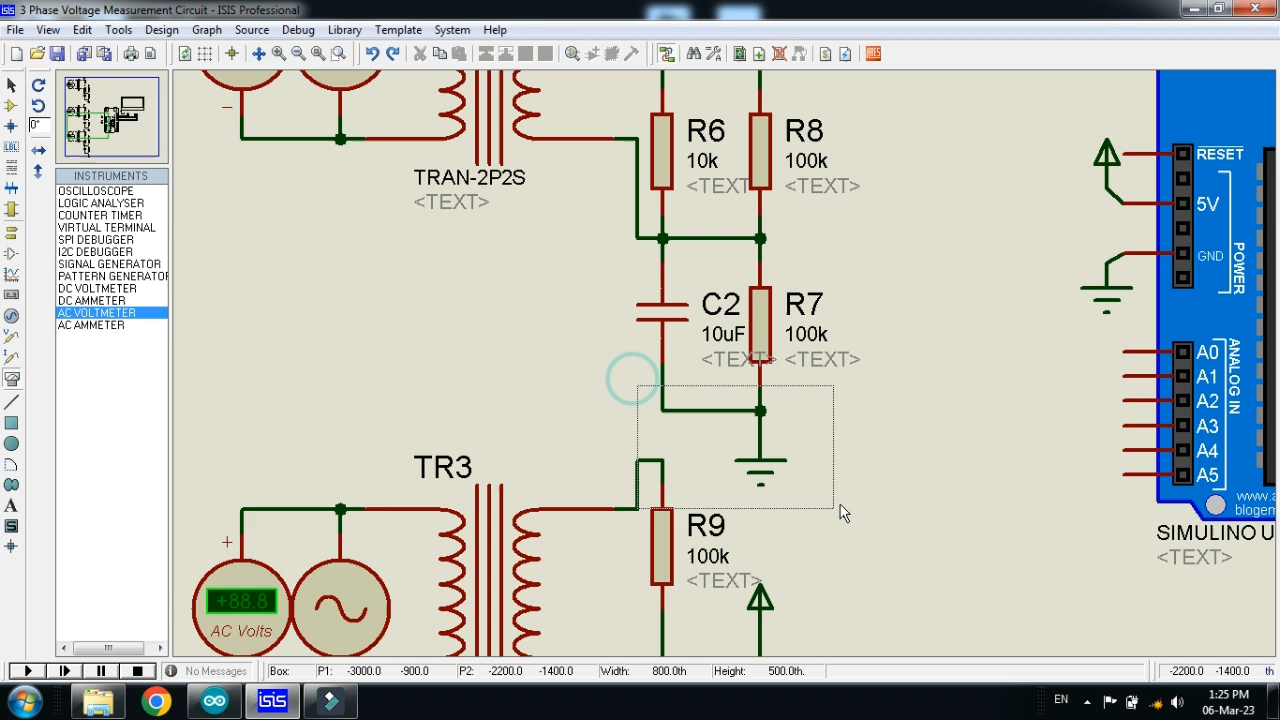 3 Phase Voltage Measurement Circuit - ISIS Professional
File View Edit Tools Design Graph Source Debug Library Template System Help
0°
INSTRUMENTS
OSCILLOSCOPE
LOGIC ANALYSER
COUNTER TIMER
VIRTUAL TERMINAL
SPI DEBUGGER
I2C DEBUGGER
SIGNAL GENERATOR
PATTERN GENERATOR
DC VOLTMETER
DC AMMETER
AC VOLTMETER
AC AMMETER
TRAN-2P2S
<TEXT>
R6
10k
<TEXT
R8
100k
<TEXT>
C2
10uF
<TEXT>
R7
100k
<TEXT>
TR3
+88.8
AC Volts
R9
100k
<TEXT>
RESET
5V
GND
POWER
A0
A1
A2
A3
A4
A5
ANALOG IN
www.a
blogem
SIMULINO U
<TEXT>
No Messages
Box: P1: -3000.0 -900.0 P2: -2200.0 -1400.0 Width: 800.0th Height: 500.0th.
-2200.0 -1400.0 th
isis
EN
1:25 PM
06-Mar-23